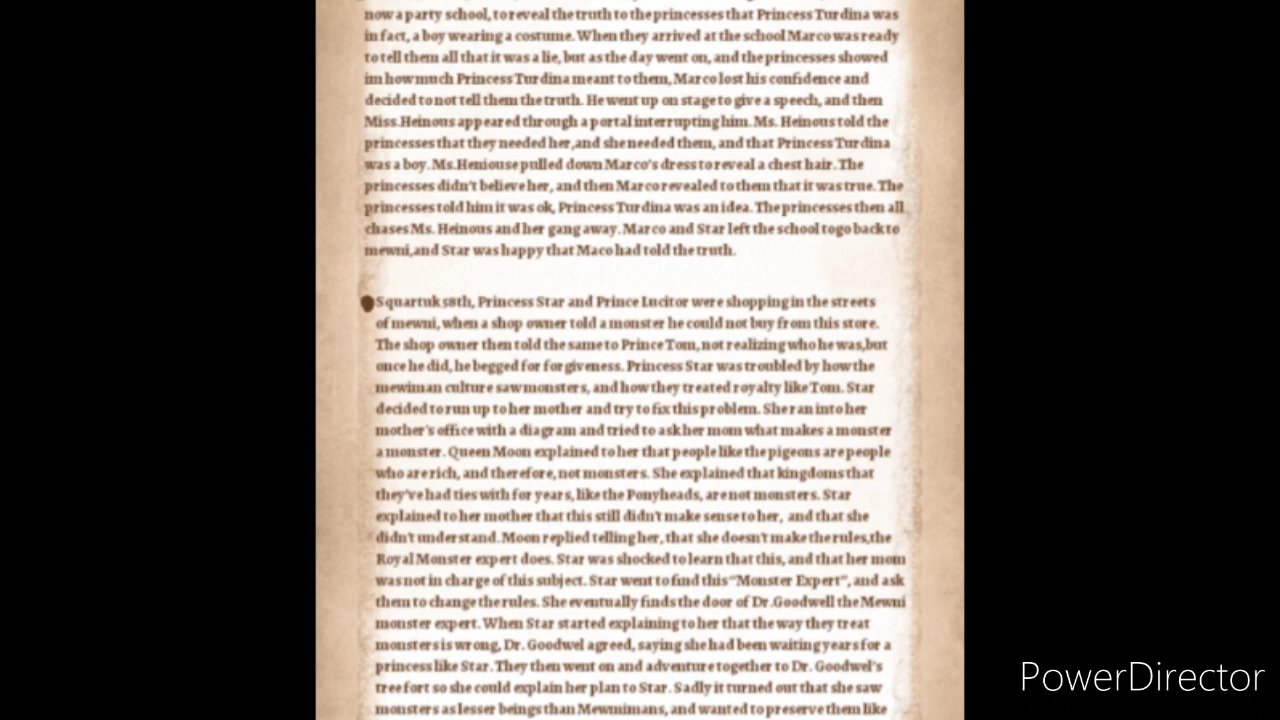 now a party school, to reveal the truth to the princesses that Princess Turdina was
in fact, a boy wearing a costume. When they arrived at the school Marco was ready
to tell them all that it was a lie, but as the day went on, and the princesses showed
im how much Princess Turdina meant to them, Marco lost his confidence and
decided to not tell them the truth. He went up on stage to give a speech, and then
Miss.Heinous appeared through a portal interrupting him. Ms. Heinous told the
princesses that they needed her,and she needed them, and that Princess Turdina
was a boy. Ms.Heniouse pulled down Marco's dress to reveal a chest hair. The
princesses didn't believe her, and then Marco revealed to them that it was true. The
princesses told him it was ok, Princess Turdina was an idea. The princesses then all
chases Ms. Heinous and her gang away. Marco and Star left the school togo back to
mewni,and Star was happy that Maco had told the truth.
Squartuk 58th, Princess Star and Prince Lucitor were shopping in the streets
of mewni, when a shop owner told a monster he could not buy from this store.
The shop owner then told the same to Prince Tom, not realizing who he was,but
once he did, he begged for forgiveness. Princess Star was troubled by how the
mewiman culture saw monsters, and how they treated royalty like Tom. Star
decided to run up to her mother and try to fix this problem. She ran into her
mother's office with a diagram and tried to ask her mom what makes a monster
a monster. Queen Moon explained to her that people like the pigeons are people
who are rich, and therefore, not monsters. She explained that kingdoms that
they've had ties with for years, like the Ponyheads, are not monsters. Star
explained to her mother that this still didn't make sense to her, and that she
didn't understand. Moon replied telling her, that she doesn't make the rules,the
Royal Monster expert does. Star was shocked to learn that this, and that her mom
was not in charge of this subject. Star went to find this "Monster Expert", and ask
them to change the rules. She eventually finds the door of Dr.Goodwell the Mewni
monster expert. When Star started explaining to her that the way they treat
monsters is wrong, Dr. Goodwel agreed, saying she had been waiting years for a
princess like Star. They then went on and adventure together to Dr. Goodwel's
tree fort so she could explain her plan to Star. Sadly it turned out that she saw
monsters as lesser beings than Mewnimans, and wanted to preserve them like
PowerDirector